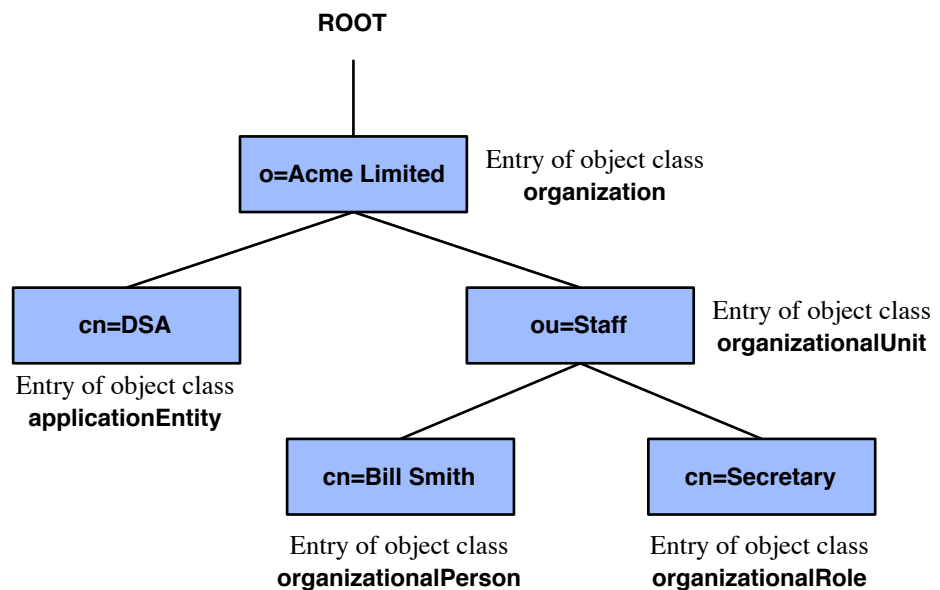 ROOT
o=Acme Limited
Entry of object class
organization
cn=DSA
Entry of object class
applicationEntity
ou=Staff
Entry of object class
organizationalUnit
cn=Bill Smith
Entry of object class
organizationalPerson
cn=Secretary
Entry of object class
organizationalRole